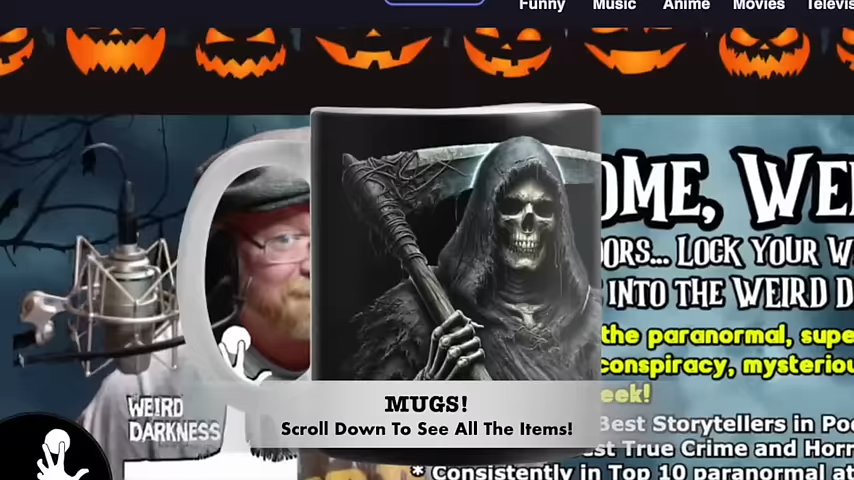 Funny Music Anime Movies Televis
OME, WE
ORS... LOCK YOUR W
INTO THE WEIRD D
the paranormal, supe
conspiracy, mysteriou
eek!
MUGS!
Scroll Down To See All The Items!
WEIRD
DARKNESS
Best Storytellers in Po
st True Crime and Horr
* Consistently in Top 10 paranormal at